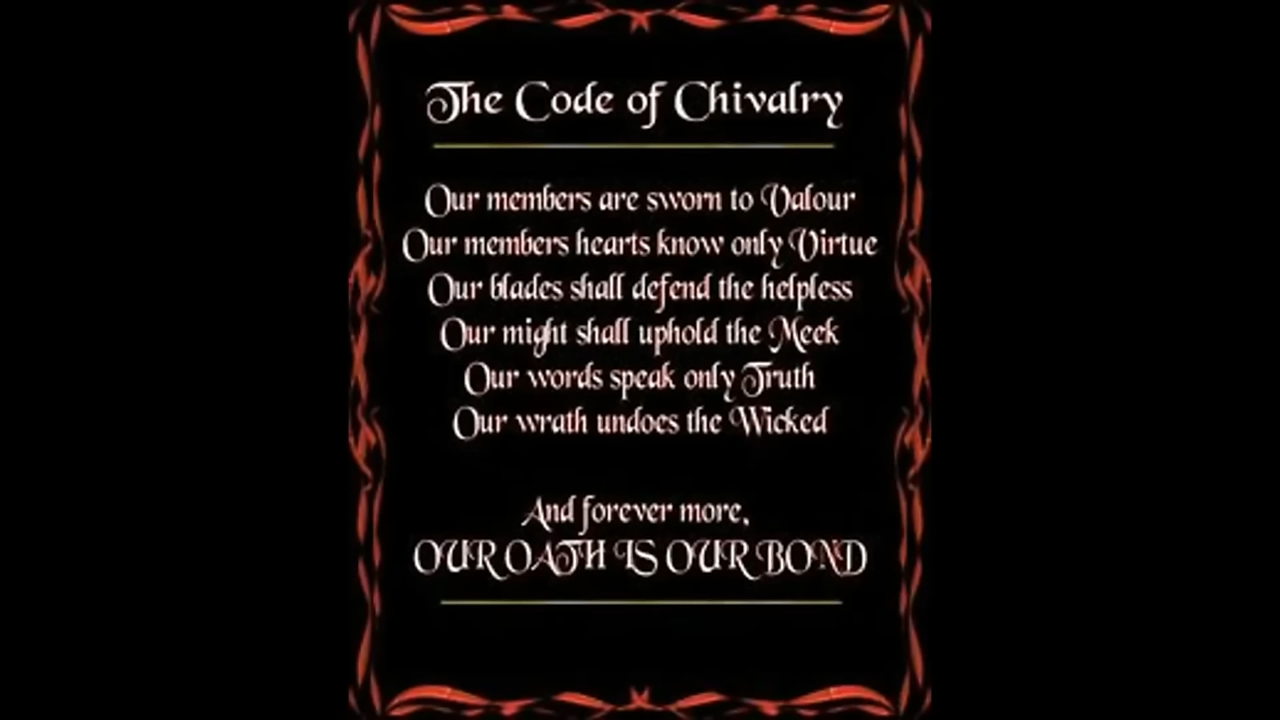 The Code of Chivalry
Our members are sworn to Valour
Our members hearts know only Virtue
Our blades shall defend the helpless
Our might shall uphold the Meek
Our words speak only Truth
Our wrath undoes the Wicked
And forever more,
OUR OATH IS OUR BOND